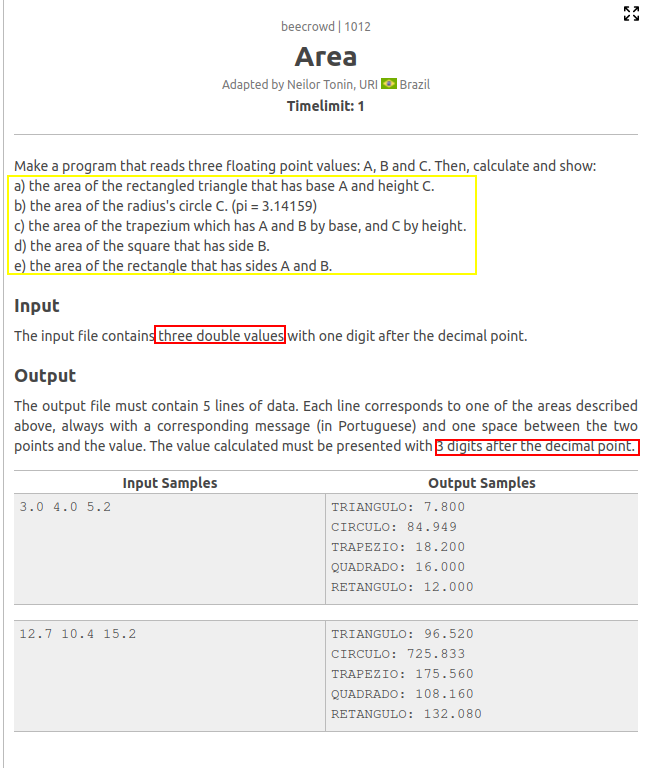 beecrowd | 1012
Area
Adapted by Neilor Tonin, URI Brazil
Timelimit: 1
Make a program that reads three floating point values: A, B and C. Then, calculate and show:
a) the area of the rectangled triangle that has base A and height C.
b) the area of the radius's circle C. (pi = 3.14159)
c) the area of the trapezium which has A and B by base, and C by height.
d) the area of the square that has side B.
e) the area of the rectangle that has sides A and B.
Input
The input file contains three double values with one digit after the decimal point.
Output
The output file must contain 5 lines of data. Each line corresponds to one of the areas described
above, always with a corresponding message (in Portuguese) and one space between the two
points and the value. The value calculated must be presented with 3 digits after the decimal point.
Input Samples Output Samples
3.0 4.0 5.2 TRIANGULO: 7.800
CIRCULO: 84.949
TRAPEZIO: 18.200
QUADRADO: 16.000
RETANGULO: 12.000
12.7 10.4 15.2 TRIANGULO: 96.520
CIRCULO: 725.833
TRAPEZIO: 175.560
QUADRADO: 108.160
RETANGULO: 132.080